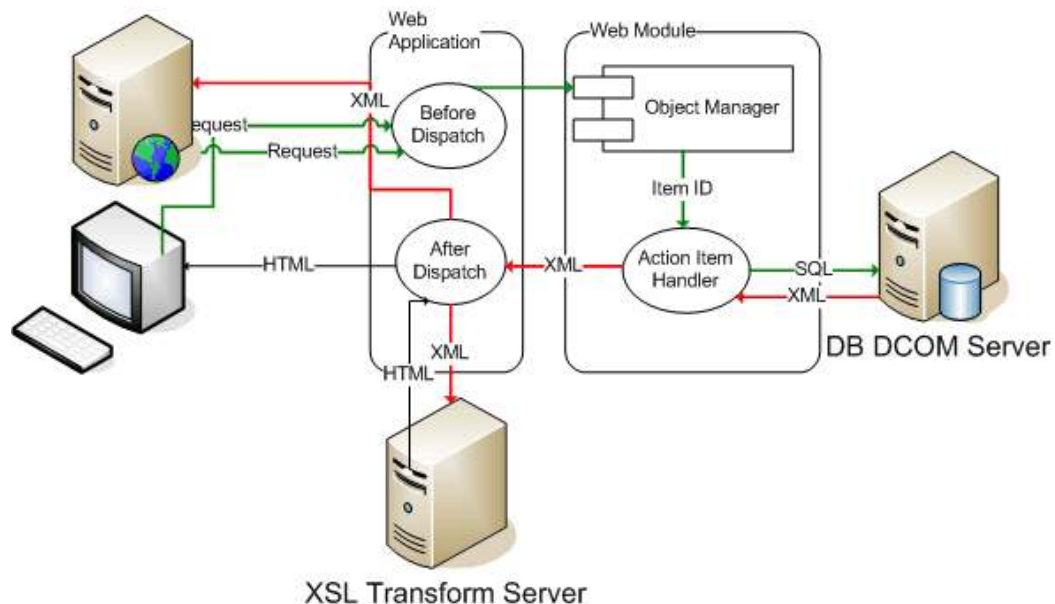 Web
Application
Web Module
XML
Before
Dispatch
Object Manager
equest
Request
Item ID
After
Dispatch
HTML
XML
Action Item
Handler
SQL
XML
DB DCOM Server
XML
HTML
XSL Transform Server